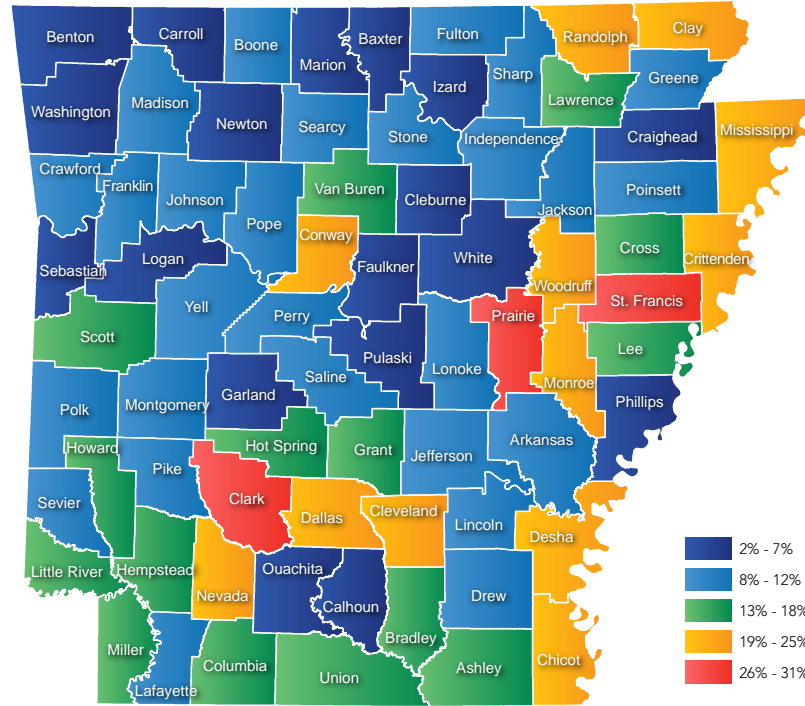 Benton
Carroll
Boone
Marion
Baxter
Fulton
Sharp
Randolph
Clay
Greene
Lawrence
Izard
Washington
Madison
Newton
Searcy
Stone
Independence
Craighead
Mississippi
Crawford
Franklin
Johnson
Pope
Van Buren
Cleburne
Jackson
Poinsett
Sebastian
Logan
Conway
Faulkner
White
Woodruff
Cross
Crittenden
Scott
Yell
Perry
Pulaski
Lonoke
Prairie
St. Francis
Lee
Monroe
Phillips
Polk
Montgomery
Garland
Saline
Hot Spring
Grant
Jefferson
Arkansas
Howard
Pike
Clark
Dallas
Cleveland
Lincoln
Desha
Sevier
Little River
Hempstead
Nevada
Ouachita
Calhoun
Bradley
Drew
Miller
Lafayette
Columbia
Union
Ashley
Chicot
2% - 7%
8% - 12%
13% - 18%
19% - 25%
26% - 31%